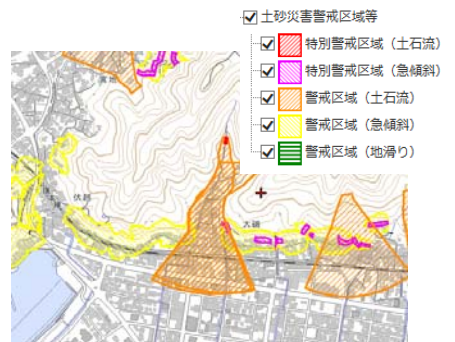 土砂災害警戒区域等
特別警戒区域（土石流）
特別警戒区域（急傾斜）
警戒区域（土石流）
警戒区域（急傾斜）
警戒区域（地滑り）
伏越
大磯